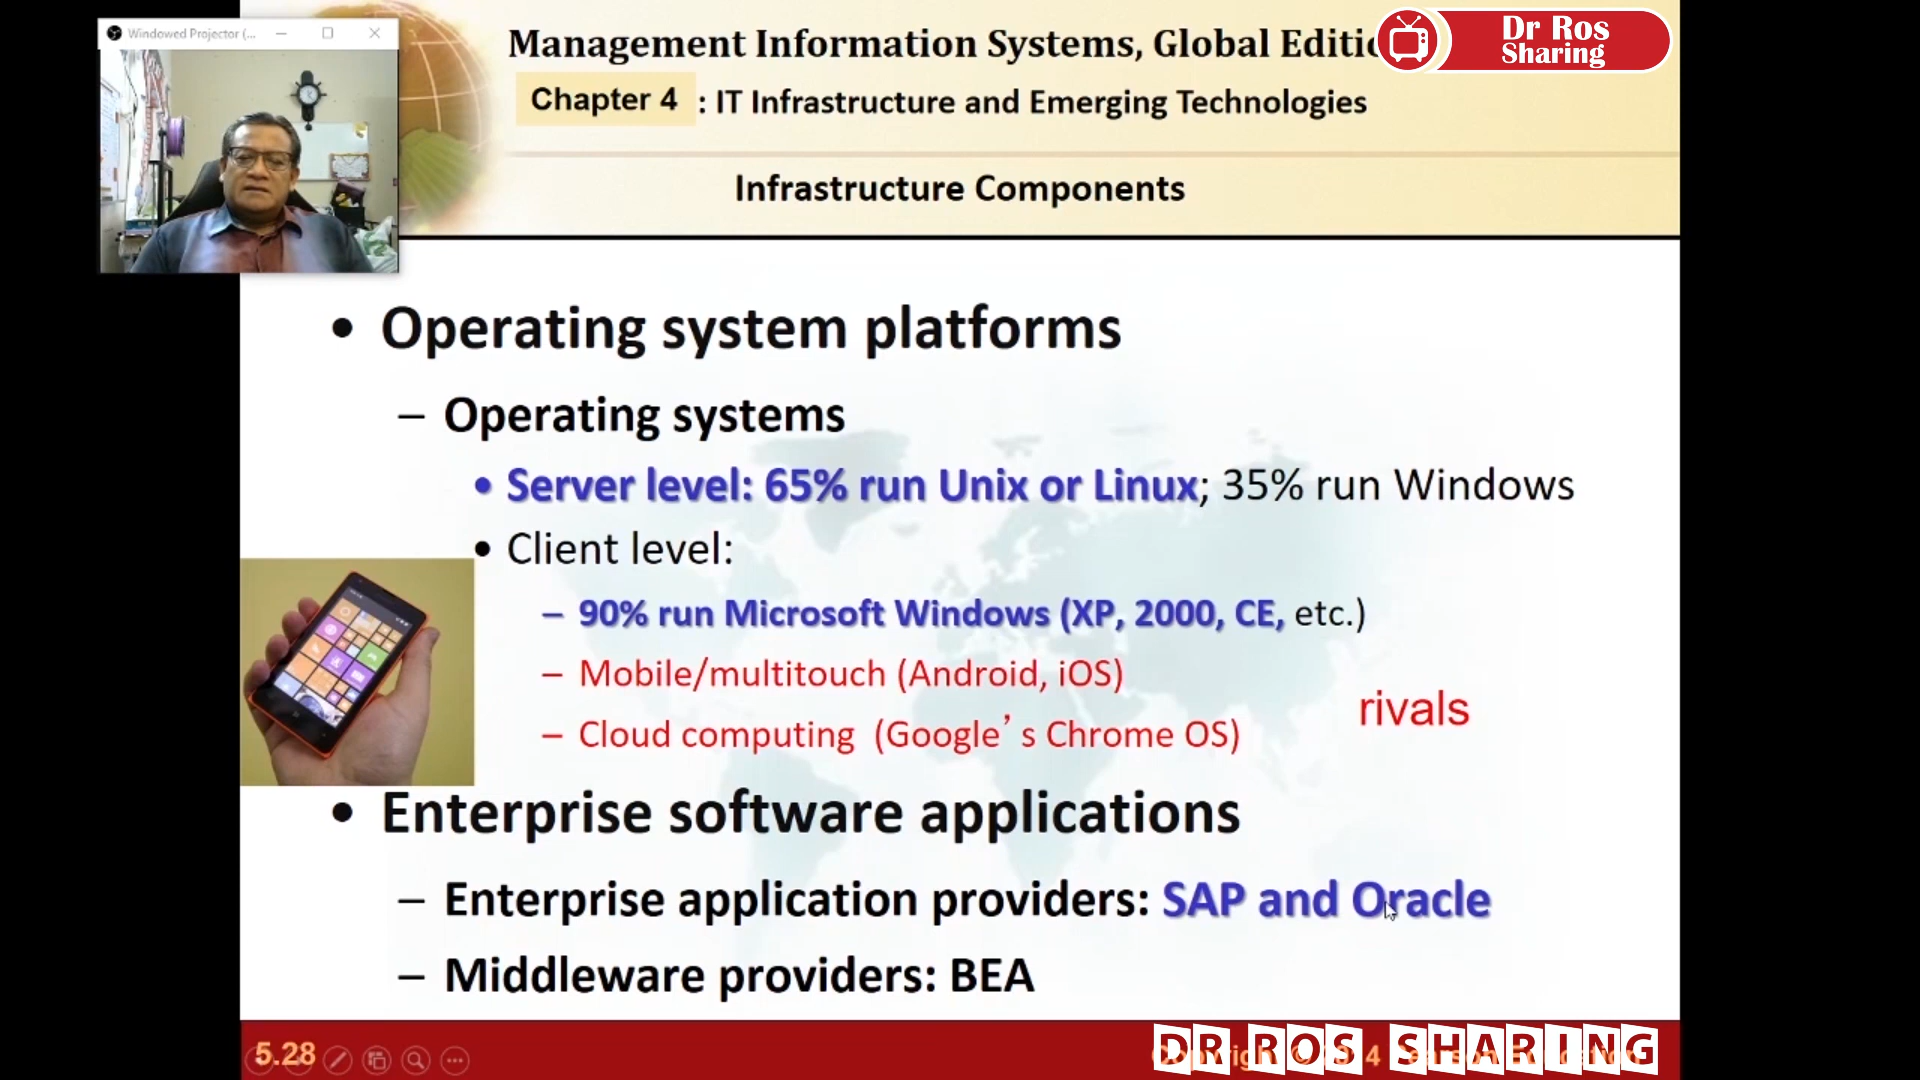 Windowed Projector (...
Management Information Systems, Global Editi
Dr Ros
Sharing
Chapter 4 : IT Infrastructure and Emerging Technologies
Infrastructure Components
• Operating system platforms
– Operating systems
• Server level: 65% run Unix or Linux; 35% run Windows
• Client level:
– 90% run Microsoft Windows (XP, 2000, CE, etc.)
– Mobile/multitouch (Android, iOS)
– Cloud computing (Google’s Chrome OS)
rivals
• Enterprise software applications
– Enterprise application providers: SAP and Oracle
– Middleware providers: BEA
5.28
DR ROS SHARING